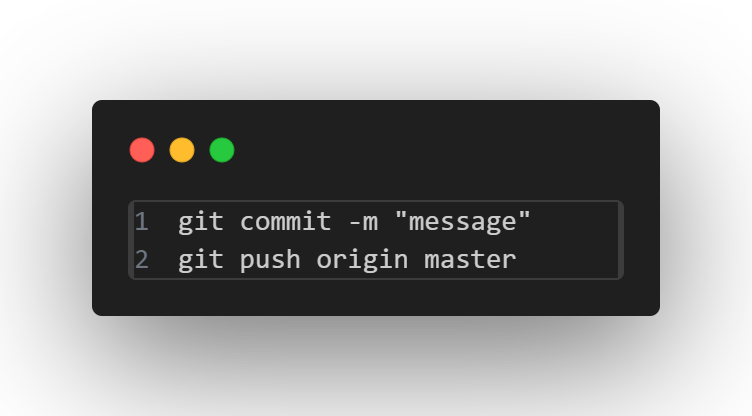 1 git commit -m "message"
2 git push origin master